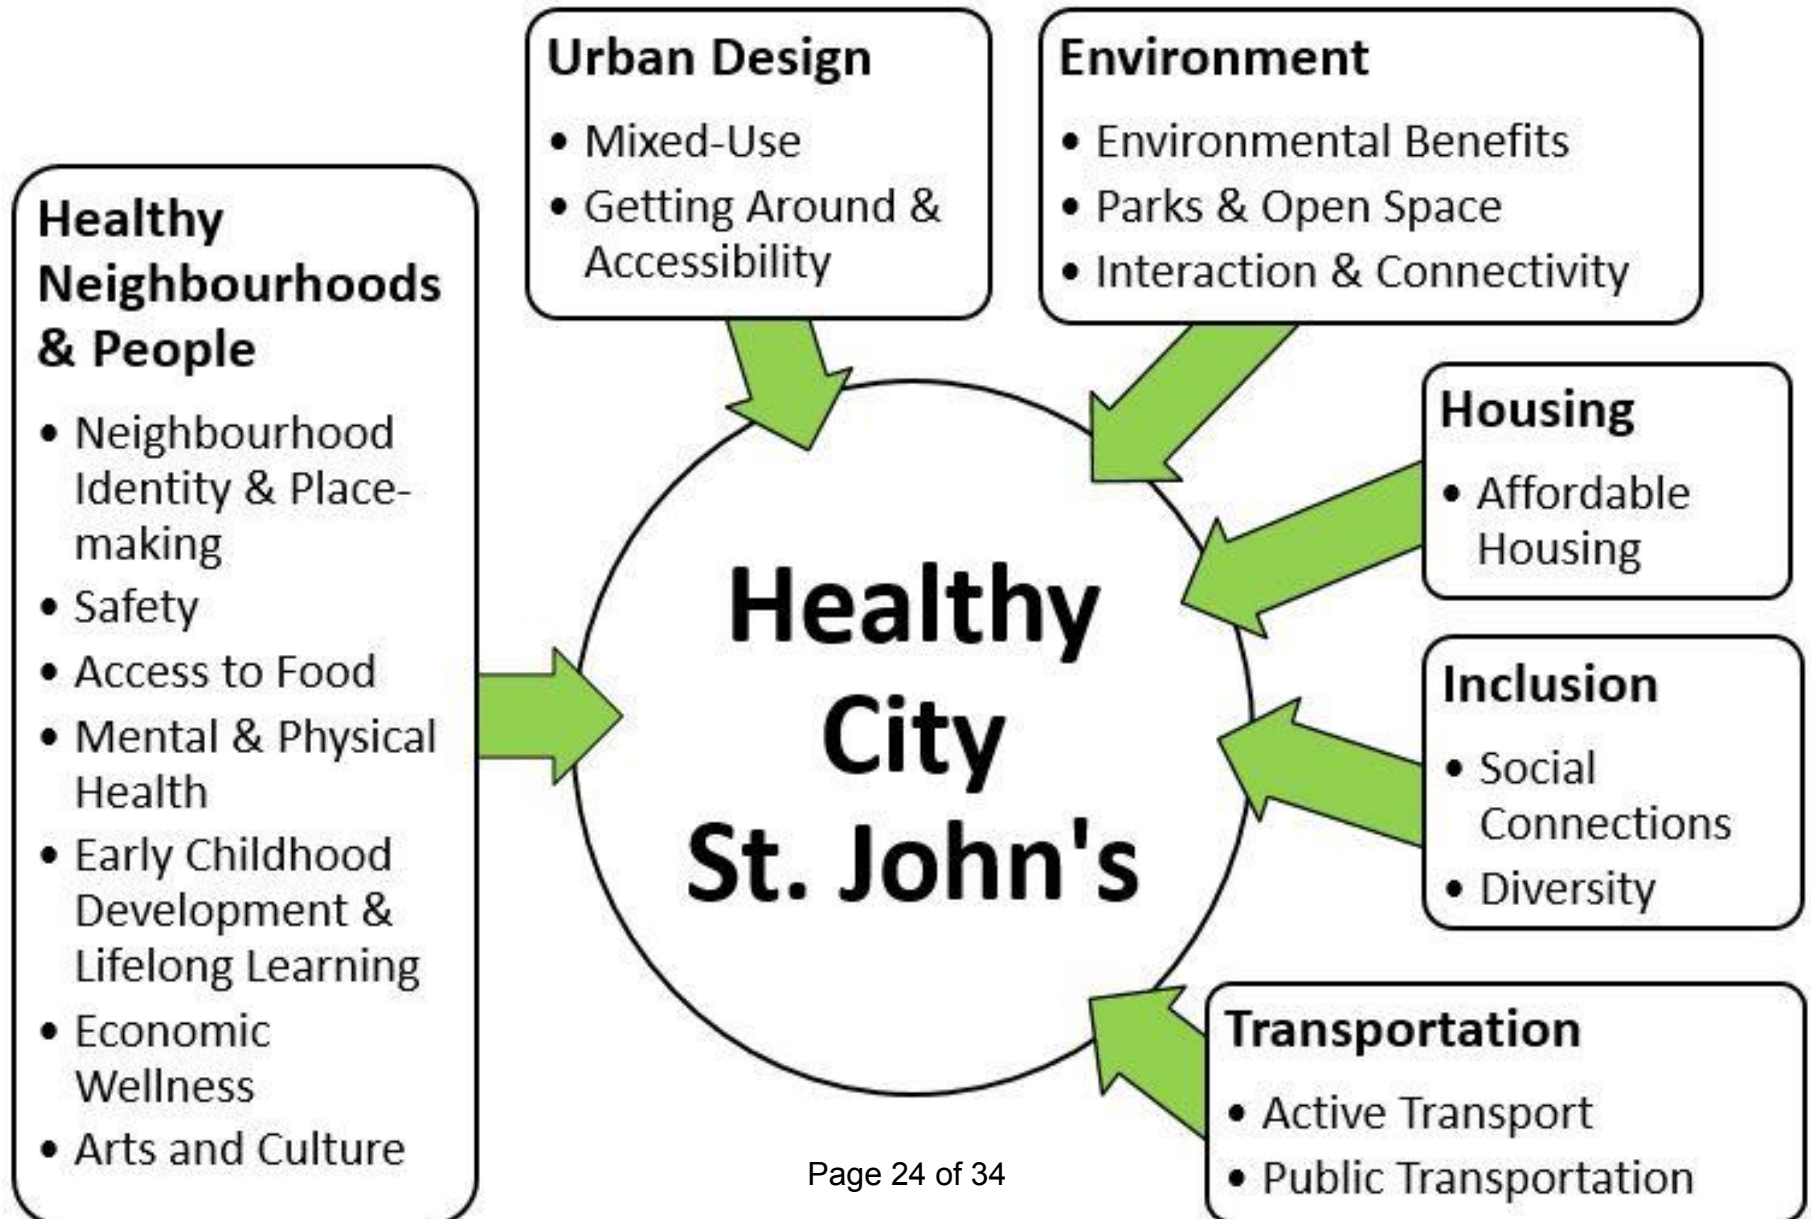 Urban Design
• Mixed-Use
• Getting Around &
Accessibility
Environment
• Environmental Benefits
• Parks & Open Space
• Interaction & Connectivity
Healthy
Neighbourhoods
& People
• Neighbourhood
Identity & Place-
making
• Safety
• Access to Food
• Mental & Physical
Health
• Early Childhood
Development &
Lifelong Learning
• Economic
Wellness
• Arts and Culture
Healthy
City
St. John's
Housing
• Affordable
Housing
Inclusion
• Social
Connections
• Diversity
Transportation
• Active Transport
• Public Transportation
Page 24 of 34